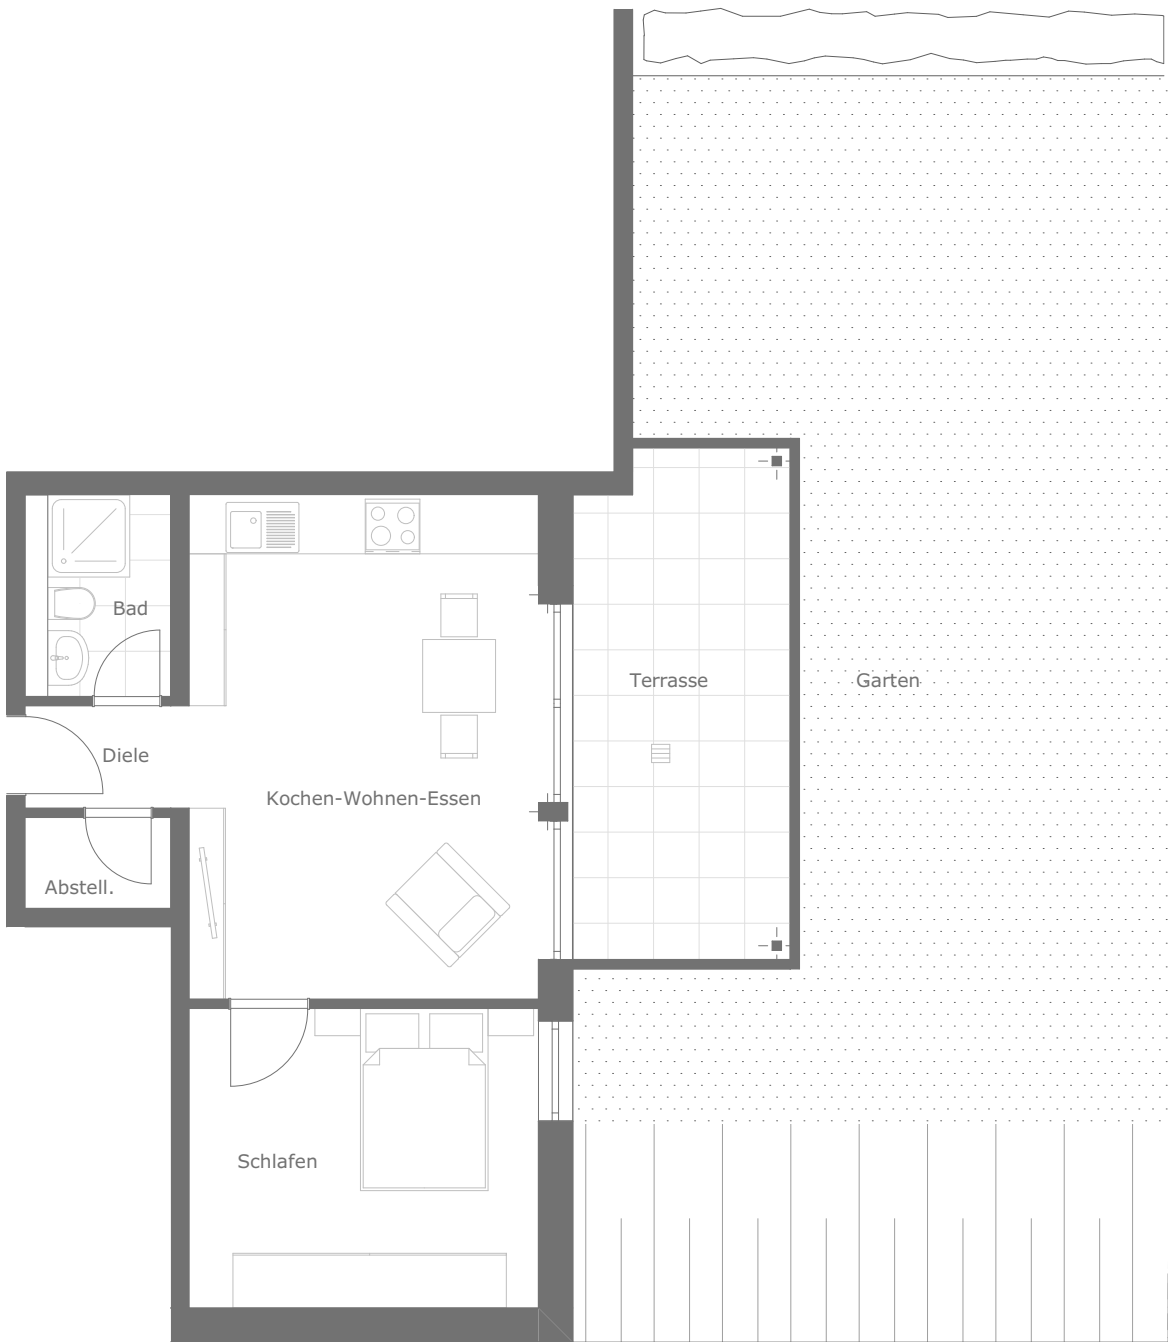 Bad
Terrasse
Garten
Diele
Kochen-Wohnen-Essen
Abstell.
Schlafen